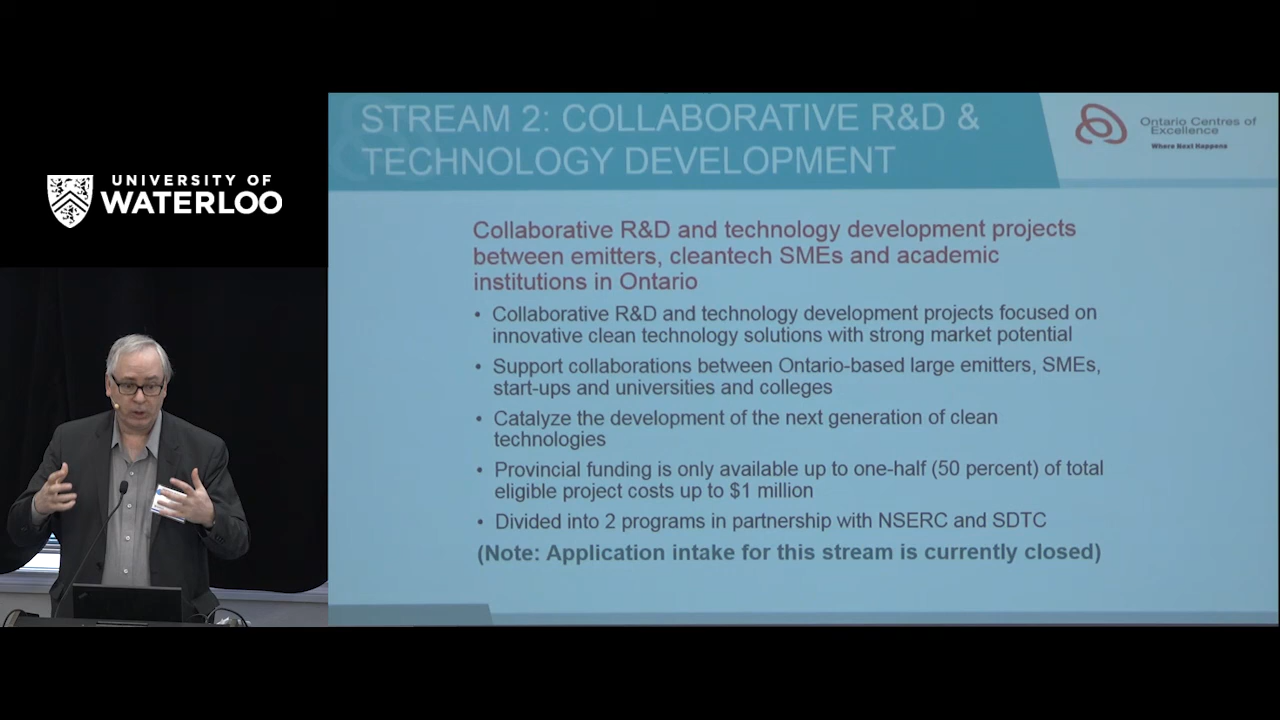 UNIVERSITY OF
WATERLOO
STREAM 2: COLLABORATIVE R&D &
TECHNOLOGY DEVELOPMENT
Ontario Centres of
Excellence
Where Next Happens
Collaborative R&D and technology development projects
between emitters, cleantech SMEs and academic
institutions in Ontario
• Collaborative R&D and technology development projects focused on
innovative clean technology solutions with strong market potential
• Support collaborations between Ontario-based large emitters, SMEs,
start-ups and universities and colleges
• Catalyze the development of the next generation of clean
technologies
• Provincial funding is only available up to one-half (50 percent) of total
eligible project costs up to $1 million
• Divided into 2 programs in partnership with NSERC and SDTC
(Note: Application intake for this stream is currently closed)